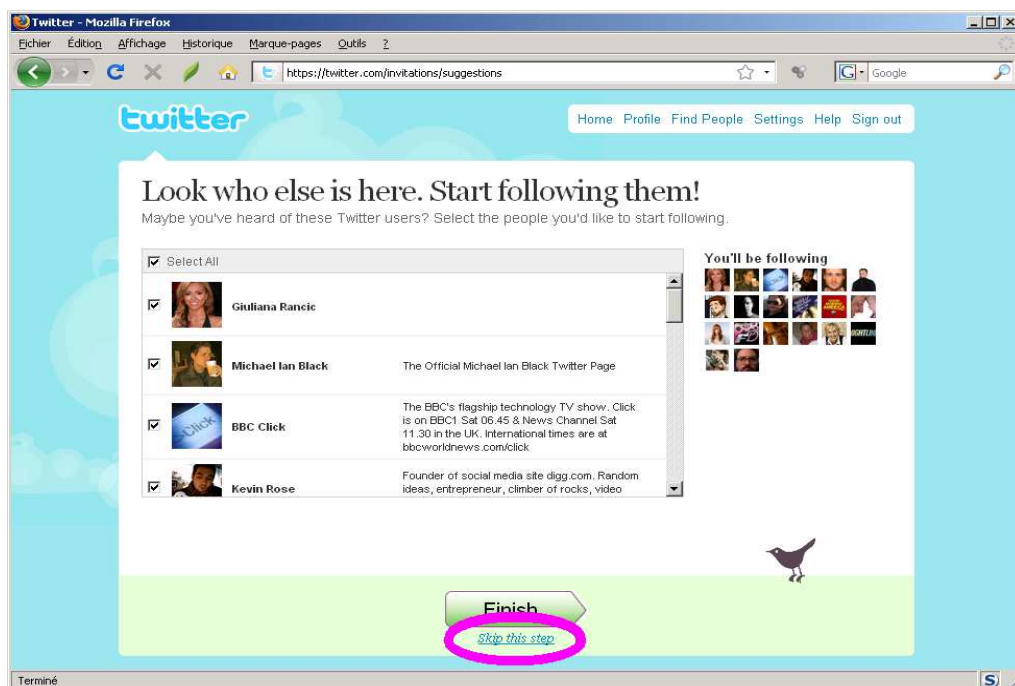 Twitter - Mozilla Firefox
Fichier Édition Affichage Historique Marque-pages Outils ?
https://twitter.com/invitations/suggestions
G Google
twitter
Home Profile Find People Settings Help Sign out
Look who else is here. Start following them!
Maybe you've heard of these Twitter users? Select the people you'd like to start following.
Select All
You'll be following
Giuliana Rancic
Michael Ian Black
The Official Michael Ian Black Twitter Page
BBC Click
The BBC's flagship technology TV show. Click
is on BBC1 Sat 06.45 & News Channel Sat
11.30 in the UK. International times are at
bbcworldnews.com/click
Kevin Rose
Founder of social media site digg.com. Random
ideas, entrepreneur, climber of rocks, video
Finish
Skip this step
Terminé